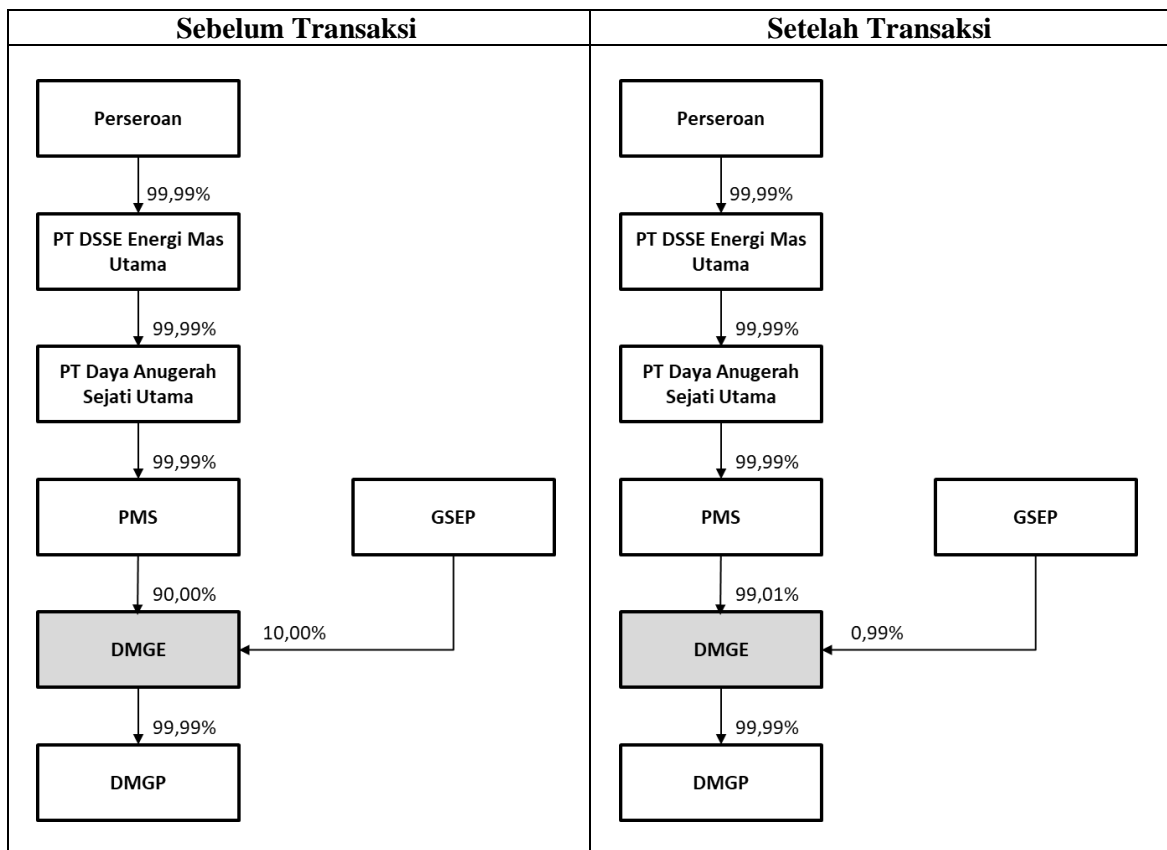 Sebelum Transaksi
Perseroan
99,99%
PT DSSE Energi Mas
Utama
99,99%
PT Daya Anugerah
Sejati Utama
99,99%
PMS
GSEP
90,00%
10,00%
DMGE
99,99%
DMGP
Setelah Transaksi
Perseroan
99,99%
PT DSSE Energi Mas
Utama
99,99%
PT Daya Anugerah
Sejati Utama
99,99%
PMS
GSEP
99,01%
0,99%
DMGE
99,99%
DMGP